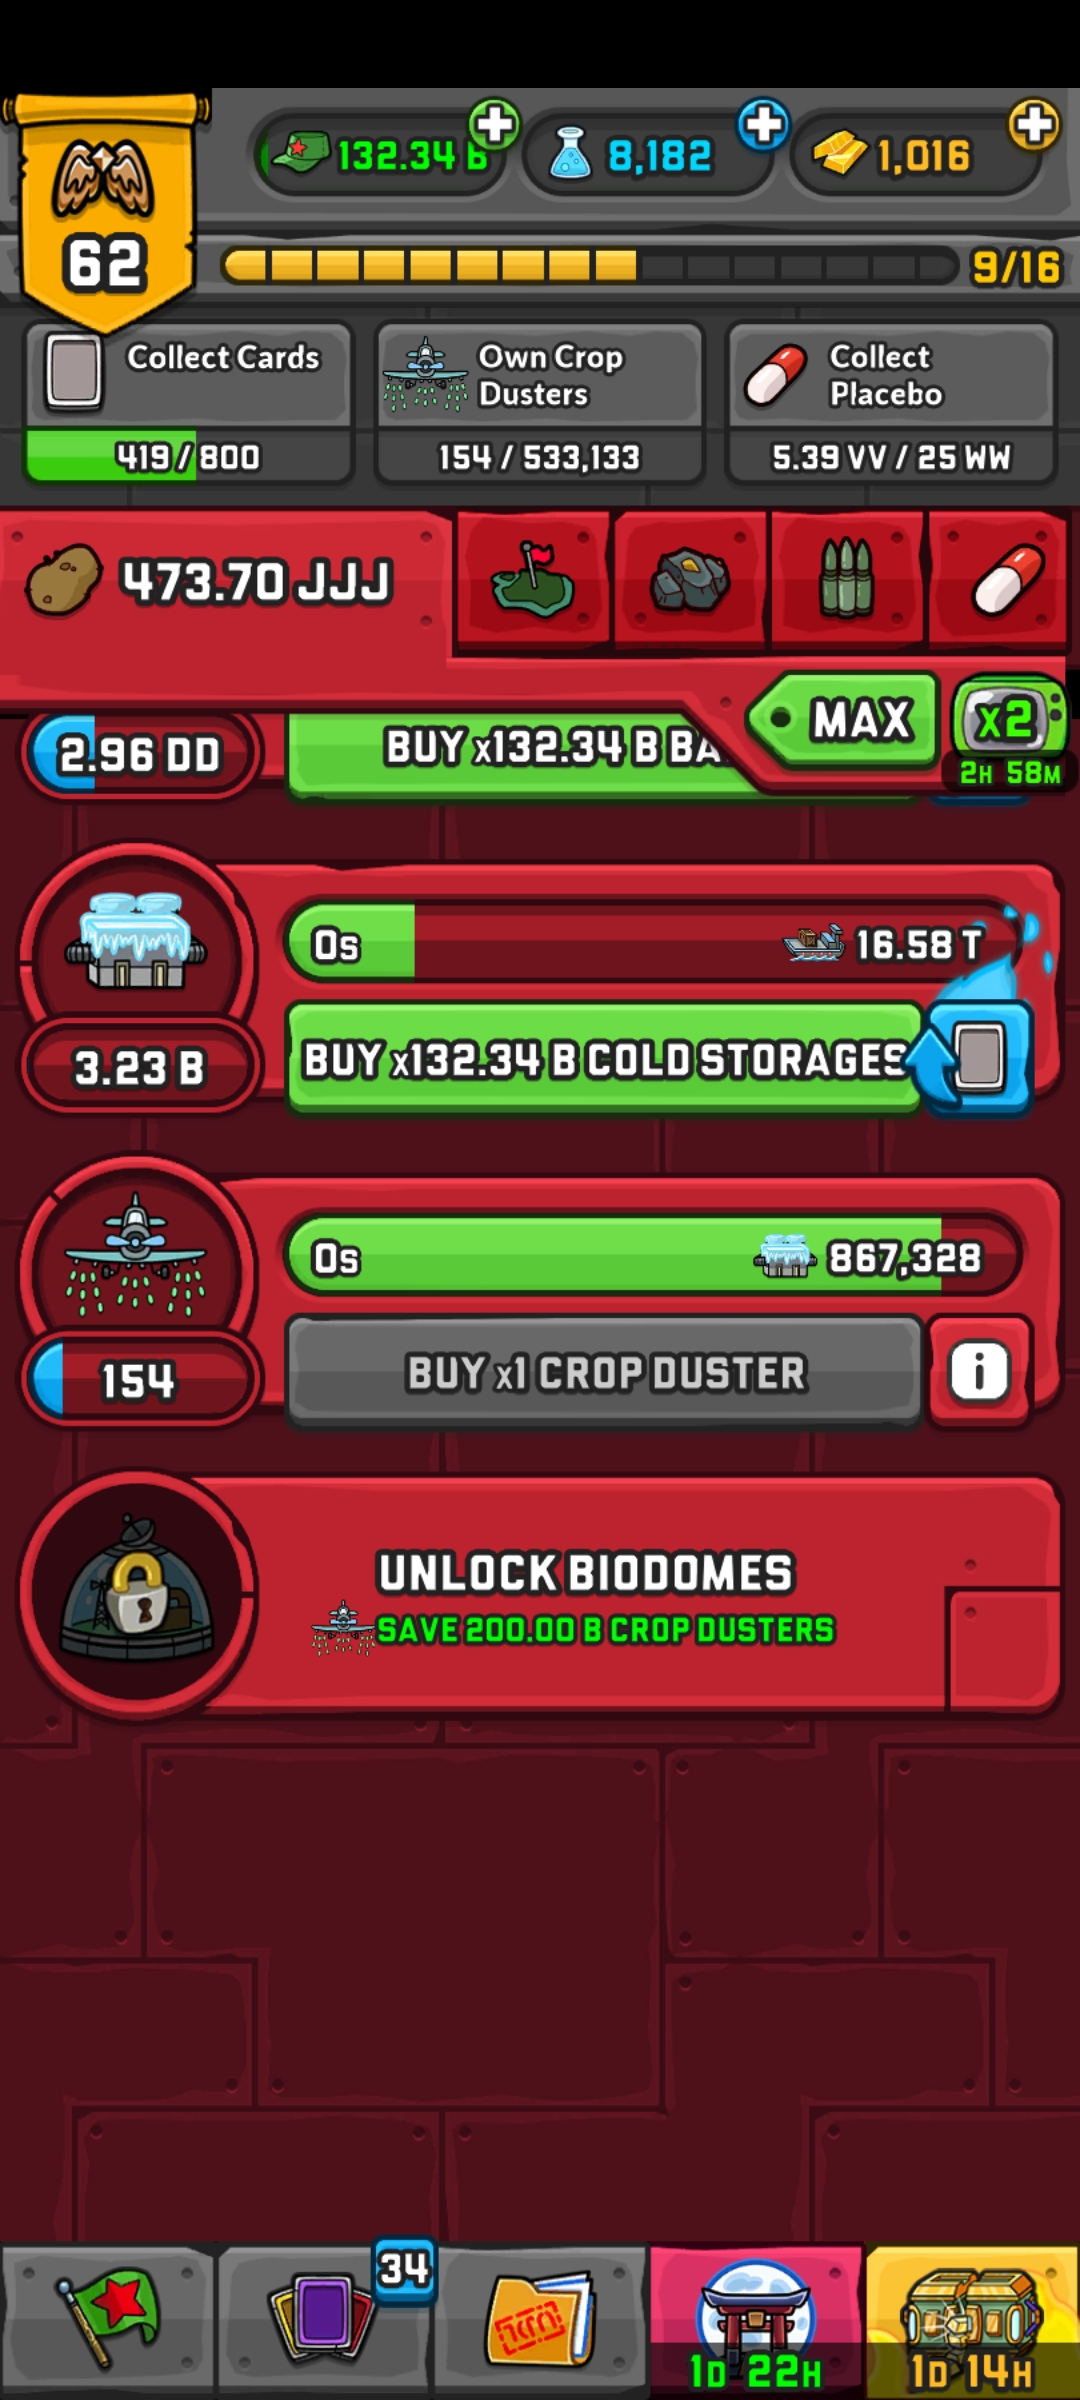 132.34 B
8,182
1,016
62
9/16
Collect Cards
419 / 800
Own Crop
Dusters
154 / 533,133
Collect
Placebo
5.39 VV / 25 WW
473.70 JJJ
MAX
x2
2H 58M
2.96 DD
BUY x132.34 B BA
0s
16.58 T
3.23 B
BUY x132.34 B COLD STORAGES
0s
867,328
154
BUY x1 CROP DUSTER
i
UNLOCK BIODOMES
SAVE 200.00 B CROP DUSTERS
34
1D 22H
1D 14H